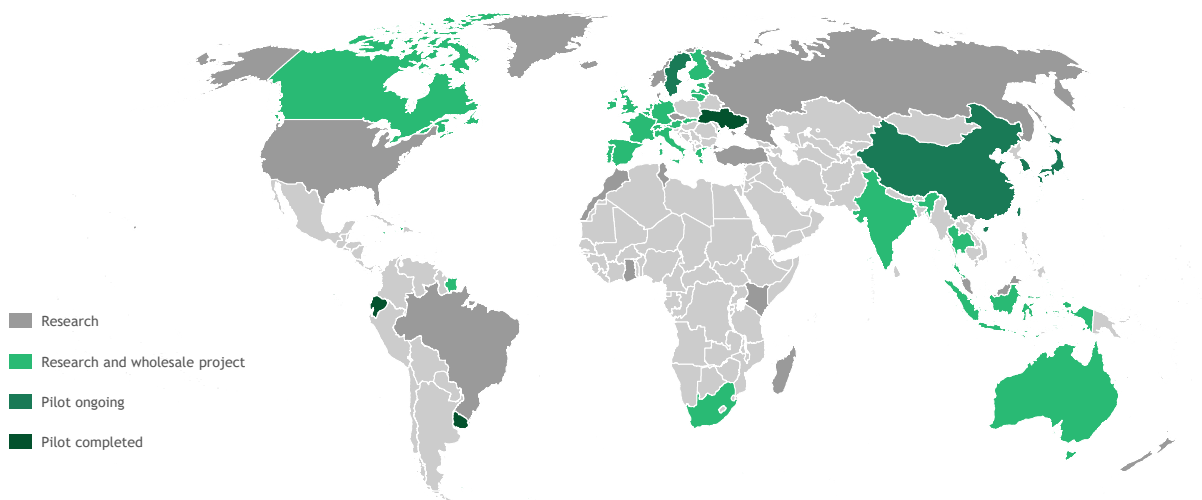 Research
Research and wholesale project
Pilot ongoing
Pilot completed